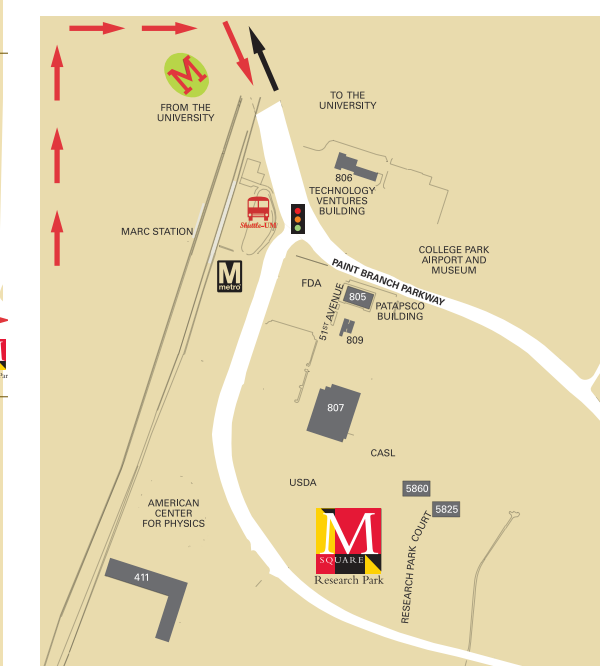 M
FROM THE
UNIVERSITY
TO THE
UNIVERSITY
806
TECHNOLOGY
VENTURES
BUILDING
Shuttle-UM
MARC STATION
M
metro
COLLEGE PARK
AIRPORT AND
MUSEUM
PAINT BRANCH PARKWAY
FDA
51ST AVENUE
805
PATAPSCO
BUILDING
809
807
CASL
USDA
5860
5825
AMERICAN
CENTER
FOR PHYSICS
M
SQUARE
Research Park
RESEARCH PARK COURT
411